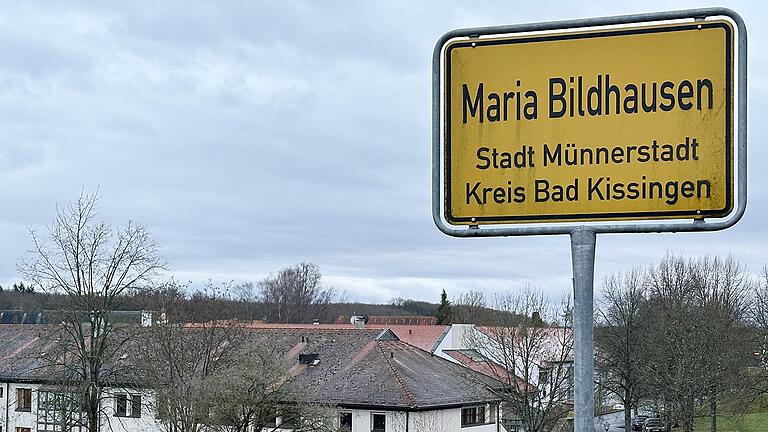 Maria Bildhausen
Stadt Münnerstadt
Kreis Bad Kissingen